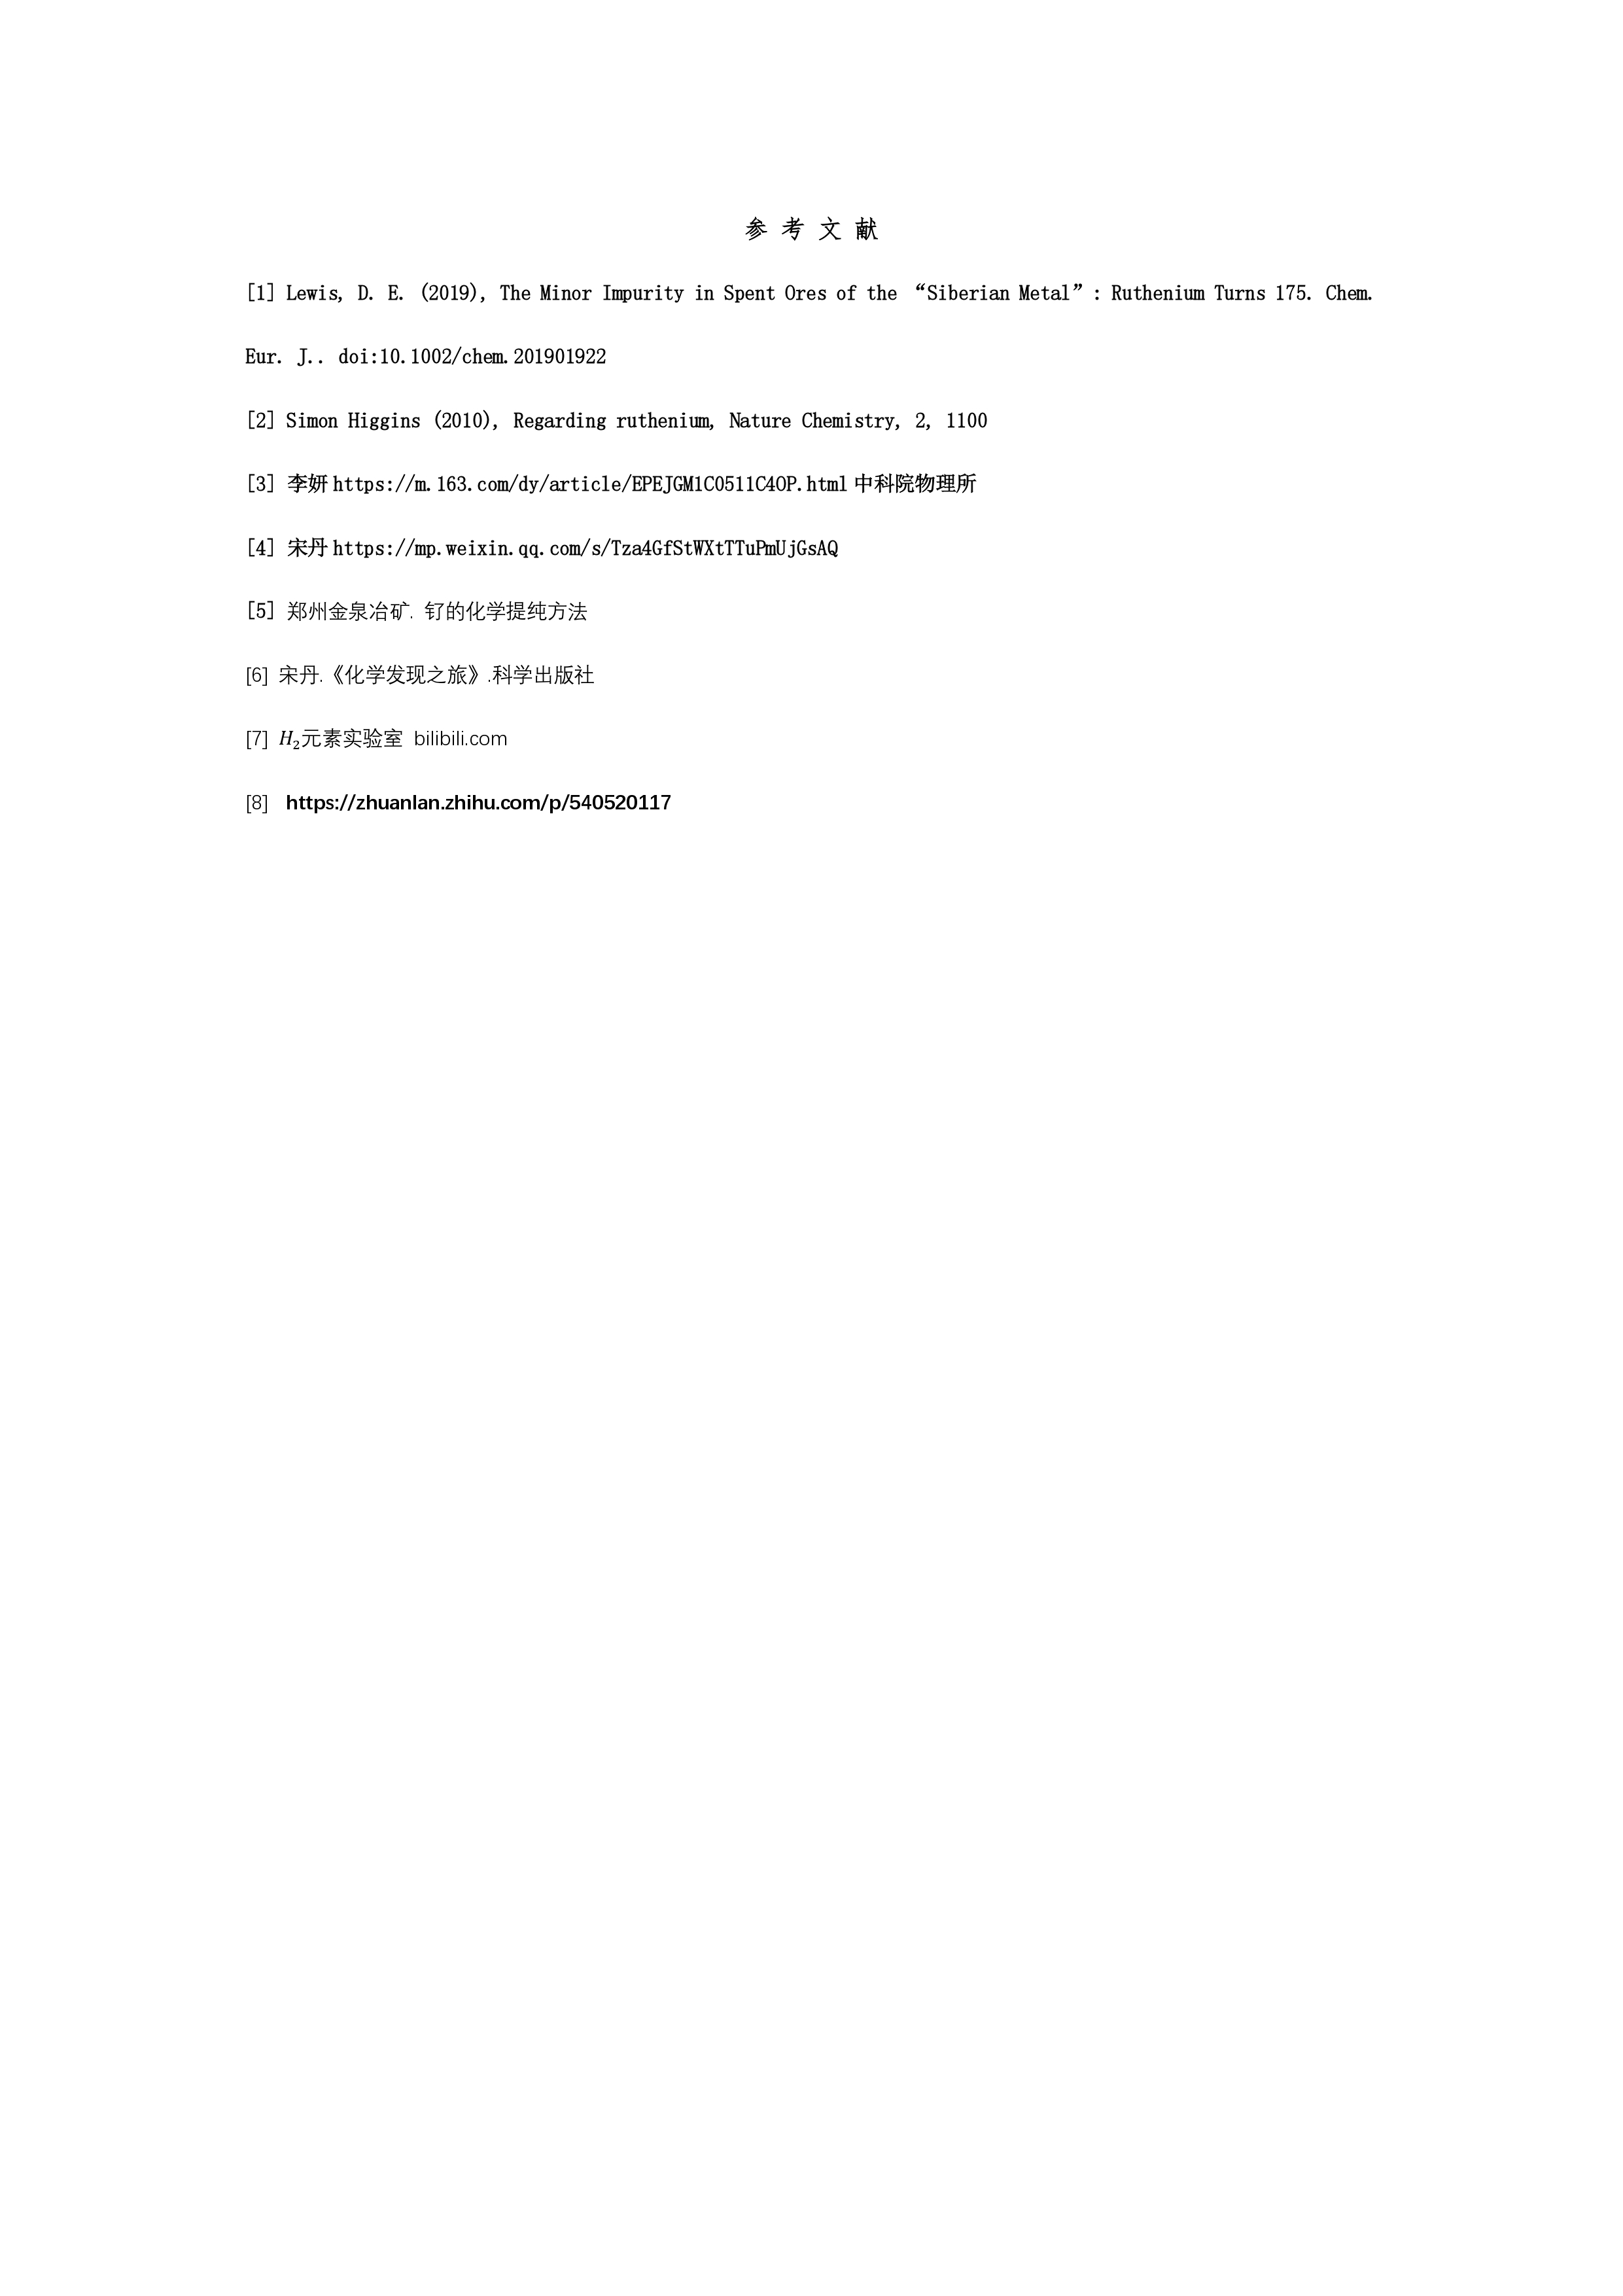 参 考 文 献
[1] Lewis, D. E. (2019), The Minor Impurity in Spent Ores of the “Siberian Metal”: Ruthenium Turns 175. Chem.
Eur. J.. doi:10.1002/chem.201901922
[2] Simon Higgins (2010), Regarding ruthenium, Nature Chemistry, 2, 1100
[3] 李妍 https://m.163.com/dy/article/EPEJGM1C0511C4OP.html 中科院物理所
[4] 宋丹 https://mp.weixin.qq.com/s/Tza4GfStWXtTTuPmUjGsAQ
[5] 郑州金泉冶矿. 钌的化学提纯方法
[6] 宋丹.《化学发现之旅》.科学出版社
[7] H₂元素实验室 bilibili.com
[8] https://zhuanlan.zhihu.com/p/540520117